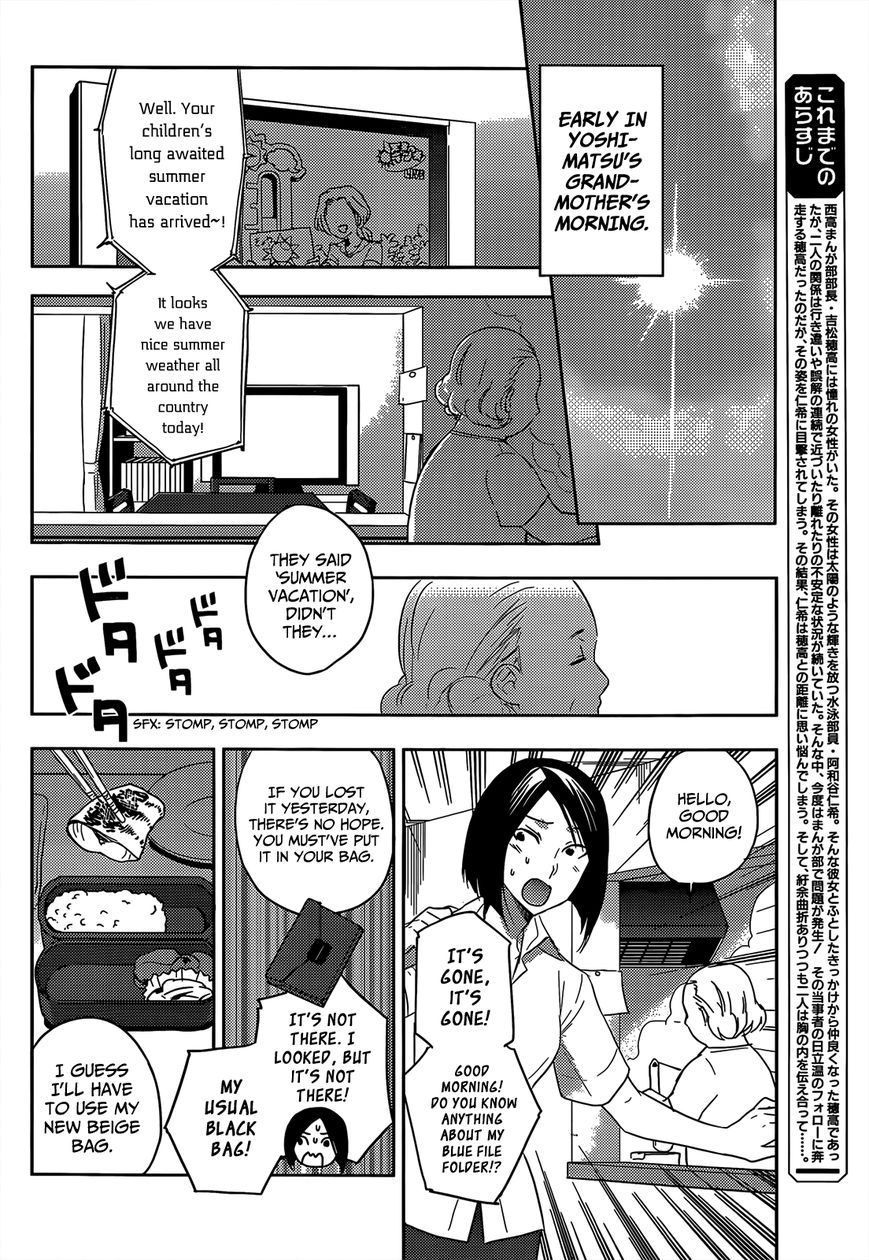 これまでの
あらすじ
西高まんが部部長・吉松穂高には憧れの女性がいた。その女性は太陽のような輝きを放つ水泳部員・阿和谷仁希。そんな彼女とふとしたきっかけから仲良くなった穂高であっ
たが、二人の関係は行き違いや誤解の連続で近づいたり離れたりの不安定な状況が続いていた。そんな中、今度はまんが部で問題が発生！その当事者の日立温のフォローに奔
走する穂高だったのだが、その姿を仁希に目撃されてしまう。その結果、仁希は穂高との距離に思い悩んでしまう。そして、紆余曲折ありつつも二人は胸の内を伝え合って……。
EARLY IN
YOSHI-
MATSU'S
GRAND-
MOTHER'S
MORNING.
Well. Your
children's
long awaited
summer
vacation
has arrived~!
It looks
we have
nice summer
weather all
around the
country
today!
THEY SAID
'SUMMER
VACATION',
DIDN'T
THEY...
ドタ
ドタ
ドタ
ドタ
SFX: STOMP, STOMP, STOMP
HELLO,
GOOD
MORNING!
IT'S
GONE,
IT'S
GONE!
GOOD
MORNING!
DO YOU KNOW
ANYTHING
ABOUT MY
BLUE FILE
FOLDER!?
IF YOU LOST
IT YESTERDAY,
THERE'S NO HOPE.
YOU MUST'VE PUT
IT IN YOUR BAG.
IT'S NOT
THERE. I
LOOKED, BUT
IT'S NOT
THERE!
MY
USUAL
BLACK
BAG!
I GUESS
I'LL HAVE
TO USE MY
NEW BEIGE
BAG.